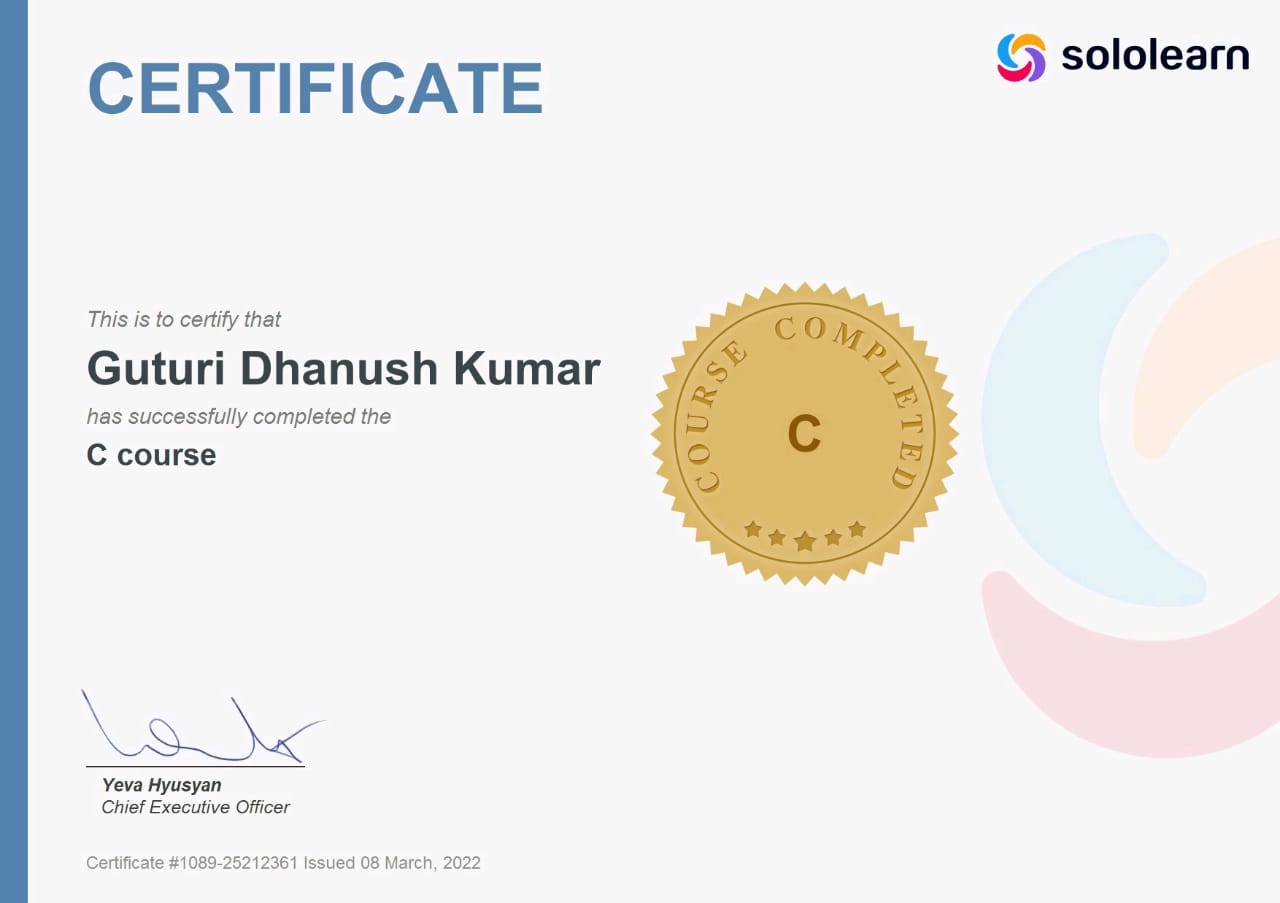 CERTIFICATE
sololearn
This is to certify that
Guturi Dhanush Kumar
has successfully completed the
C course
COURSE COMPLETED
C
Yeva Hyusyan
Chief Executive Officer
Certificate #1089-25212361 Issued 08 March, 2022